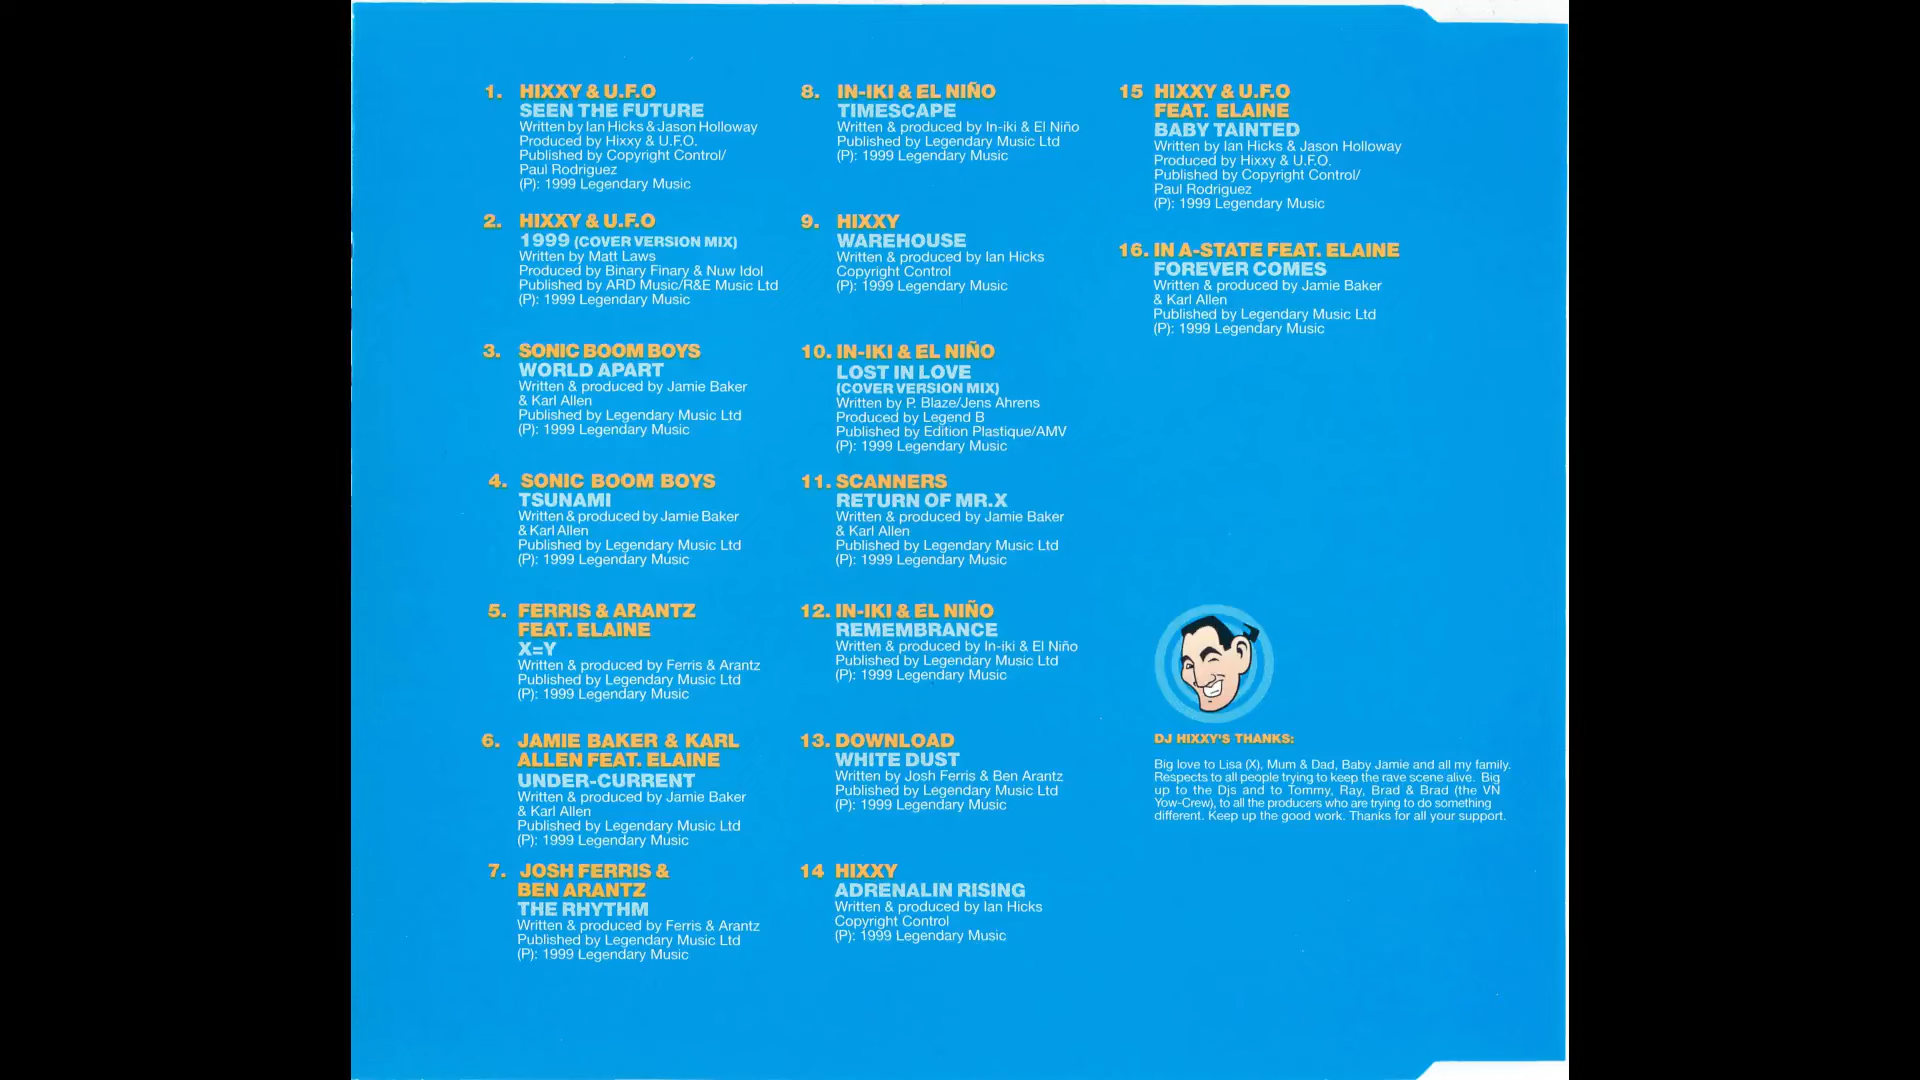 1. HIXXY & U.F.O
SEEN THE FUTURE
Written by Ian Hicks & Jason Holloway
Produced by Hixxy & U.F.O.
Published by Copyright Control/
Paul Rodriguez
(P): 1999 Legendary Music
2. HIXXY & U.F.O
1999 (COVER VERSION MIX)
Written by Matt Laws
Produced by Binary Finary & Nuw Idol
Published by ARD Music/R&E Music Ltd
(P): 1999 Legendary Music
3. SONIC BOOM BOYS
WORLD APART
Written & produced by Jamie Baker
& Karl Allen
Published by Legendary Music Ltd
(P): 1999 Legendary Music
4. SONIC BOOM BOYS
TSUNAMI
Written & produced by Jamie Baker
& Karl Allen
Published by Legendary Music Ltd
(P): 1999 Legendary Music
5. FERRIS & ARANTZ
FEAT. ELAINE
X=Y
Written & produced by Ferris & Arantz
Published by Legendary Music Ltd
(P): 1999 Legendary Music
6. JAMIE BAKER & KARL
ALLEN FEAT. ELAINE
UNDER-CURRENT
Written & produced by Jamie Baker
& Karl Allen
Published by Legendary Music Ltd
(P): 1999 Legendary Music
7. JOSH FERRIS &
BEN ARANTZ
THE RHYTHM
Written & produced by Ferris & Arantz
Published by Legendary Music Ltd
(P): 1999 Legendary Music
8. IN-IKI & EL NIÑO
TIMESCAPE
Written & produced by In-iki & El Niño
Published by Legendary Music Ltd
(P): 1999 Legendary Music
9. HIXXY
WAREHOUSE
Written & produced by Ian Hicks
Copyright Control
(P): 1999 Legendary Music
10. IN-IKI & EL NIÑO
LOST IN LOVE
(COVER VERSION MIX)
Written by P. Blaze/Jens Ahrens
Produced by Legend B
Published by Edition Plastique/AMV
(P): 1999 Legendary Music
11. SCANNERS
RETURN OF MR.X
Written & produced by Jamie Baker
& Karl Allen
Published by Legendary Music Ltd
(P): 1999 Legendary Music
12. IN-IKI & EL NIÑO
REMEMBRANCE
Written & produced by In-iki & El Niño
Published by Legendary Music Ltd
(P): 1999 Legendary Music
13. DOWNLOAD
WHITE DUST
Written by Josh Ferris & Ben Arantz
Published by Legendary Music Ltd
(P): 1999 Legendary Music
14 HIXXY
ADRENALIN RISING
Written & produced by Ian Hicks
Copyright Control
(P): 1999 Legendary Music
15 HIXXY & U.F.O
FEAT. ELAINE
BABY TAINTED
Written by Ian Hicks & Jason Holloway
Produced by Hixxy & U.F.O.
Published by Copyright Control/
Paul Rodriguez
(P): 1999 Legendary Music
16. IN A-STATE FEAT. ELAINE
FOREVER COMES
Written & produced by Jamie Baker
& Karl Allen
Published by Legendary Music Ltd
(P): 1999 Legendary Music
DJ HIXXY'S THANKS:
Big love to Lisa (X), Mum & Dad, Baby Jamie and all my family.
Respects to all people trying to keep the rave scene alive. Big
up to the Djs and to Tommy, Ray, Brad & Brad (the VN
Yow-Crew), to all the producers who are trying to do something
different. Keep up the good work. Thanks for all your support.